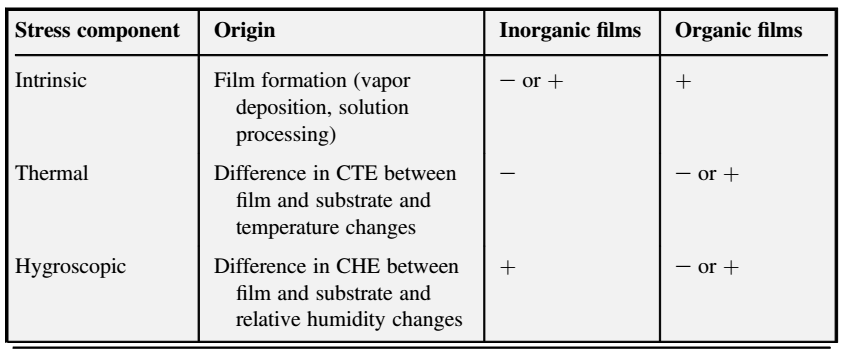 Stress component Origin Inorganic films Organic films
Intrinsic Film formation (vapor − or + +
deposition, solution
processing)
Thermal Difference in CTE between − − or +
film and substrate and
temperature changes
Hygroscopic Difference in CHE between + − or +
film and substrate and
relative humidity changes